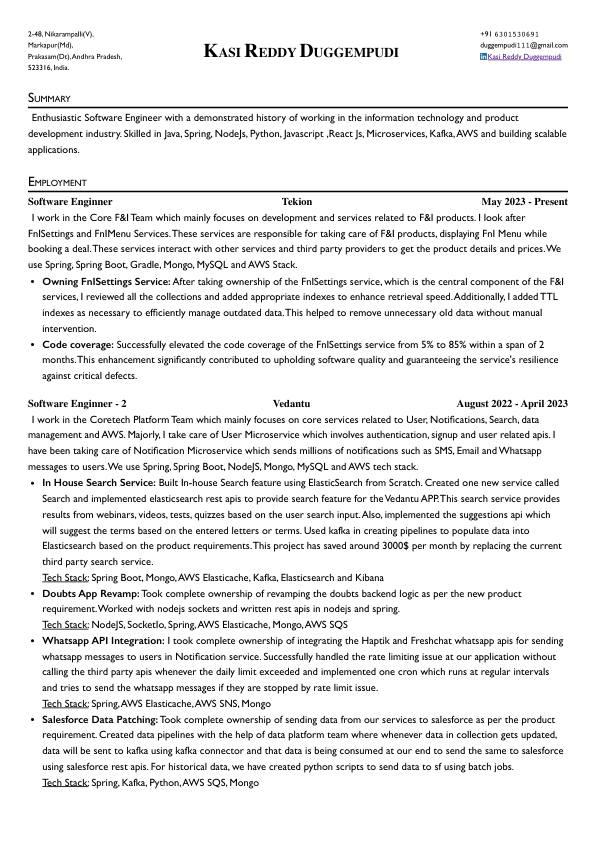 2-48, Nikarampalli(V),
Markapur(Md),
Prakasam(Dt),Andhra Pradesh,
523316, India.
KASI REDDY DUGGEMPUDI
+91 6301530691
duggempudi111@gmail.com
Kasi Reddy Duggempudi
SUMMARY
Enthusiastic Software Engineer with a demonstrated history of working in the information technology and product
development industry. Skilled in Java, Spring, NodeJs, Python, Javascript ,React Js, Microservices, Kafka, AWS and building scalable
applications.
EMPLOYMENT
Software Enginner Tekion May 2023 - Present
I work in the Core F&I Team which mainly focuses on development and services related to F&I products. I look after
FnISettings and FnIMenu Services. These services are responsible for taking care of F&I products, displaying FnI Menu while
booking a deal. These services interact with other services and third party providers to get the product details and prices. We
use Spring, Spring Boot, Gradle, Mongo, MySQL and AWS Stack.
• Owning FnISettings Service: After taking ownership of the FnISettings service, which is the central component of the F&I
services, I reviewed all the collections and added appropriate indexes to enhance retrieval speed. Additionally, I added TTL
indexes as necessary to efficiently manage outdated data. This helped to remove unnecessary old data without manual
intervention.
• Code coverage: Successfully elevated the code coverage of the FnISettings service from 5% to 85% within a span of 2
months. This enhancement significantly contributed to upholding software quality and guaranteeing the service's resilience
against critical defects.
Software Enginner - 2 Vedantu August 2022 - April 2023
I work in the Coretech Platform Team which mainly focuses on core services related to User, Notifications, Search, data
management and AWS. Majorly, I take care of User Microservice which involves authentication, signup and user related apis. I
have been taking care of Notification Microservice which sends millions of notifications such as SMS, Email and Whatsapp
messages to users. We use Spring, Spring Boot, NodeJS, Mongo, MySQL and AWS tech stack.
• In House Search Service: Built In-house Search feature using ElasticSearch from Scratch. Created one new service called
Search and implemented elasticsearch rest apis to provide search feature for the Vedantu APP. This search service provides
results from webinars, videos, tests, quizzes based on the user search input. Also, implemented the suggestions api which
will suggest the terms based on the entered letters or terms. Used kafka in creating pipelines to populate data into
Elasticsearch based on the product requirements. This project has saved around 3000$ per month by replacing the current
third party search service.
Tech Stack: Spring Boot, Mongo, AWS Elasticache, Kafka, Elasticsearch and Kibana
• Doubts App Revamp: Took complete ownership of revamping the doubts backend logic as per the new product
requirement. Worked with nodejs sockets and written rest apis in nodejs and spring.
Tech Stack: NodeJS, SocketIo, Spring, AWS Elasticache, Mongo, AWS SQS
• Whatsapp API Integration: I took complete ownership of integrating the Haptik and Freshchat whatsapp apis for sending
whatsapp messages to users in Notification service. Successfully handled the rate limiting issue at our application without
calling the third party apis whenever the daily limit exceeded and implemented one cron which runs at regular intervals
and tries to send the whatsapp messages if they are stopped by rate limit issue.
Tech Stack: Spring, AWS Elasticache, AWS SNS, Mongo
• Salesforce Data Patching: Took complete ownership of sending data from our services to salesforce as per the product
requirement. Created data pipelines with the help of data platform team where whenever data in collection gets updated,
data will be sent to kafka using kafka connector and that data is being consumed at our end to send the same to salesforce
using salesforce rest apis. For historical data, we have created python scripts to send data to sf using batch jobs.
Tech Stack: Spring, Kafka, Python, AWS SQS, Mongo